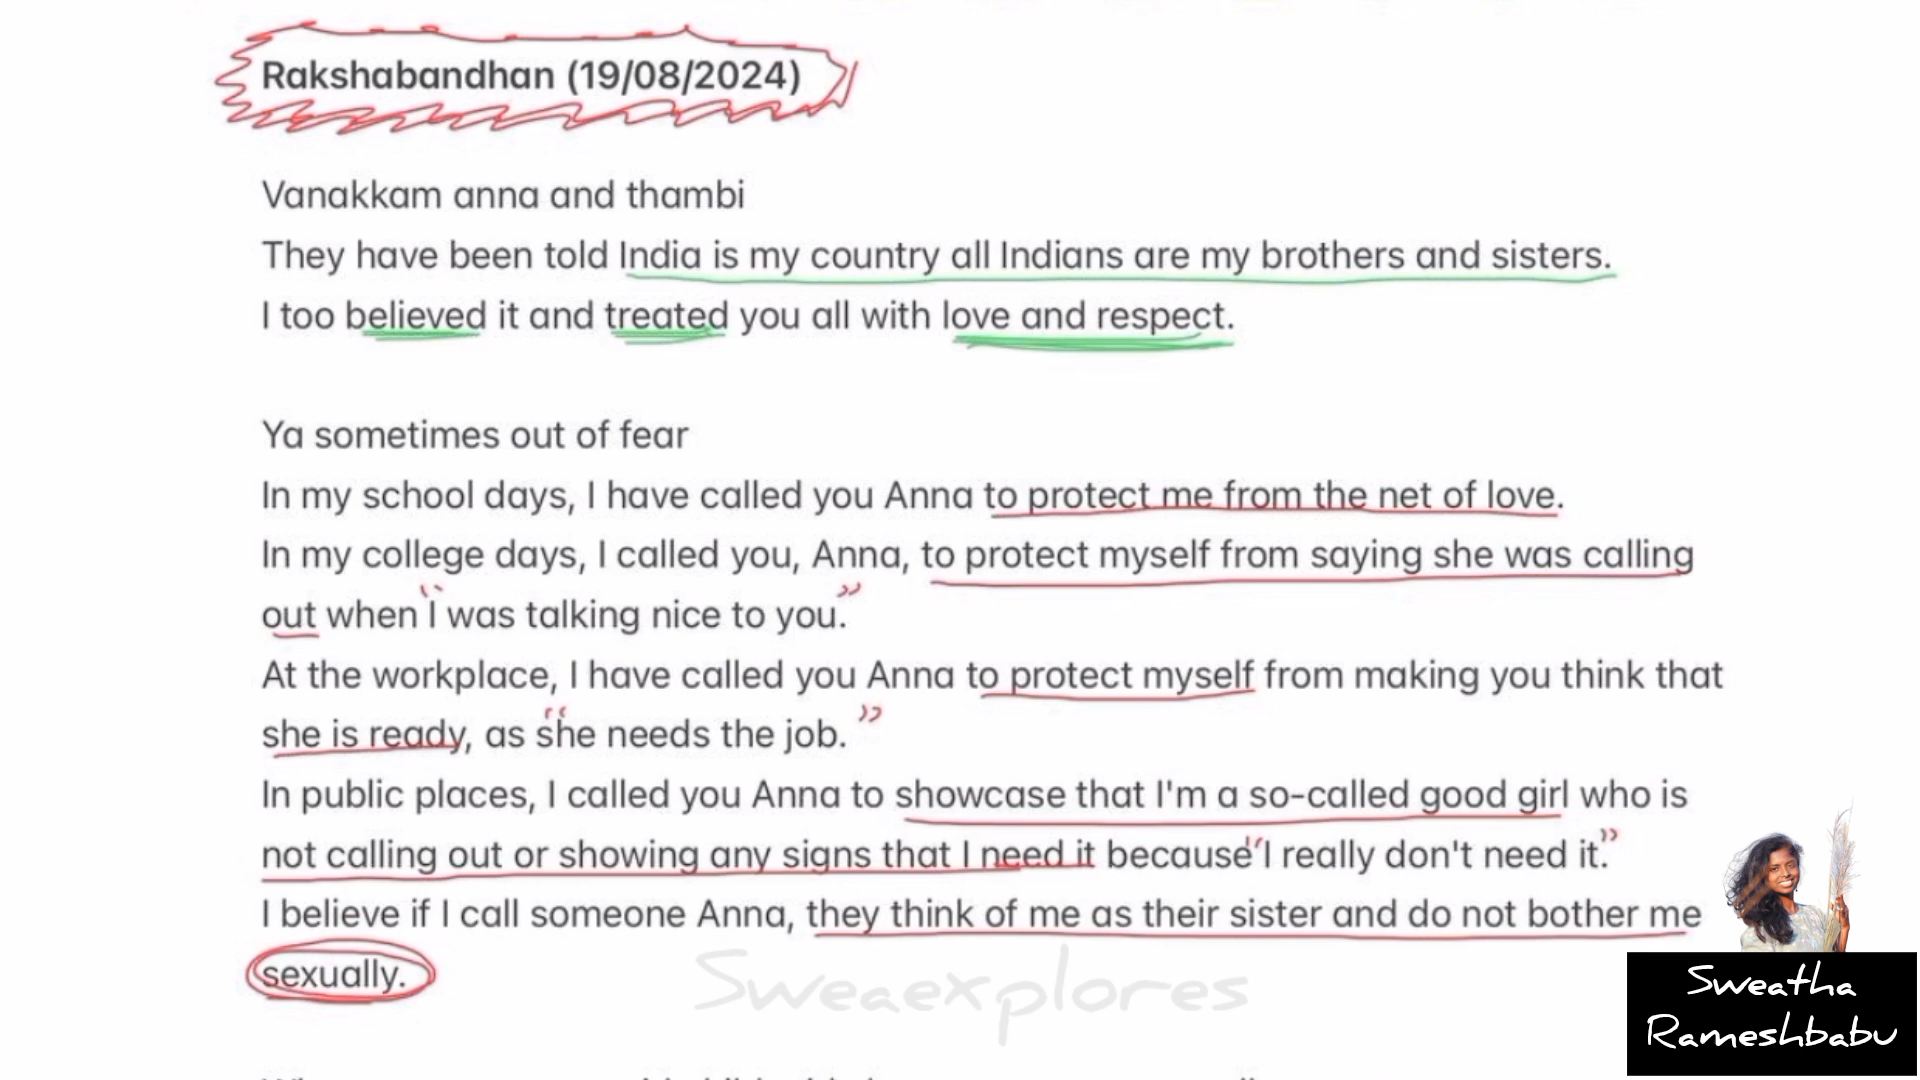 Rakshabandhan (19/08/2024)
Vanakkam anna and thambi
They have been told India is my country all Indians are my brothers and sisters.
I too believed it and treated you all with love and respect.
Ya sometimes out of fear
In my school days, I have called you Anna to protect me from the net of love.
In my college days, I called you, Anna, to protect myself from saying she was calling
out when "I was talking nice to you."
At the workplace, I have called you Anna to protect myself from making you think that
she is ready, as "she needs the job."
In public places, I called you Anna to showcase that I'm a so-called good girl who is
not calling out or showing any signs that I need it because "I really don't need it."
I believe if I call someone Anna, they think of me as their sister and do not bother me
sexually.
Sweaexplores
Sweatha
Rameshbabu